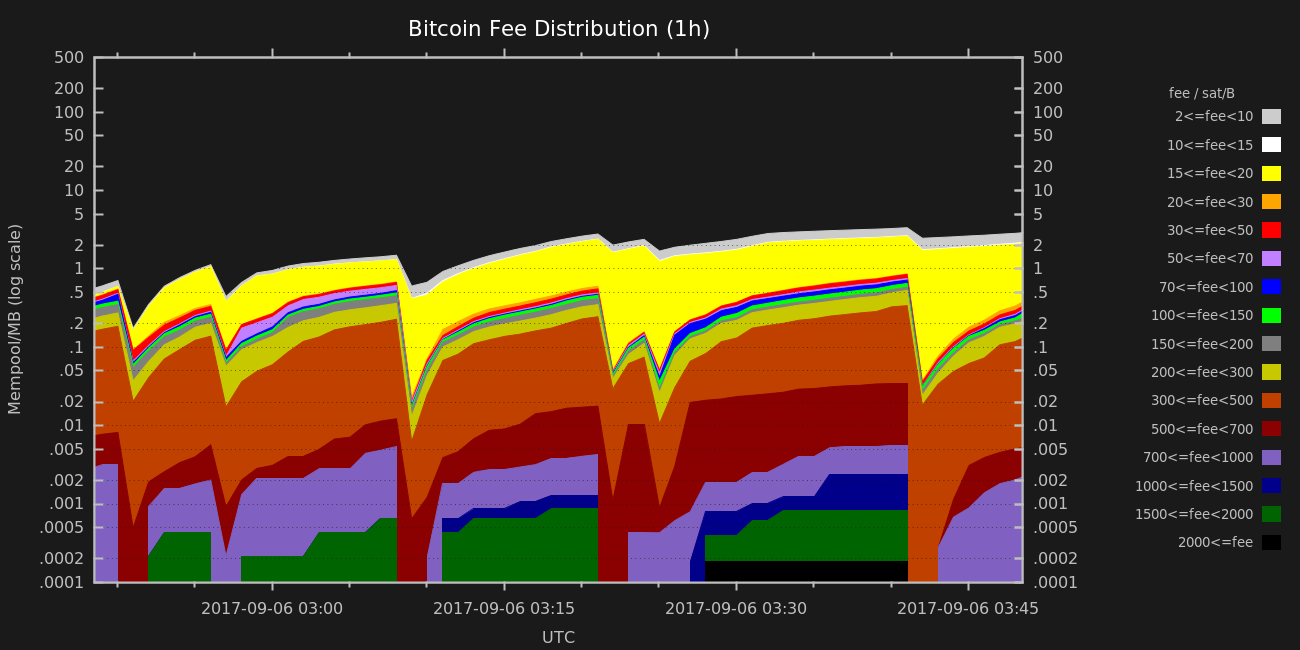 Bitcoin Fee Distribution (1h)
Mempool/MB (log scale)
500
200
100
50
20
10
5
2
1
.5
.2
.1
.05
.02
.01
.005
.002
.001
.0005
.0002
.0001
500
200
100
50
20
10
5
2
1
.5
.2
.1
.05
.02
.01
.005
.002
.001
.0005
.0002
.0001
2017-09-06 03:00
2017-09-06 03:15
2017-09-06 03:30
2017-09-06 03:45
UTC
fee / sat/B
2<=fee<10
10<=fee<15
15<=fee<20
20<=fee<30
30<=fee<50
50<=fee<70
70<=fee<100
100<=fee<150
150<=fee<200
200<=fee<300
300<=fee<500
500<=fee<700
700<=fee<1000
1000<=fee<1500
1500<=fee<2000
2000<=fee